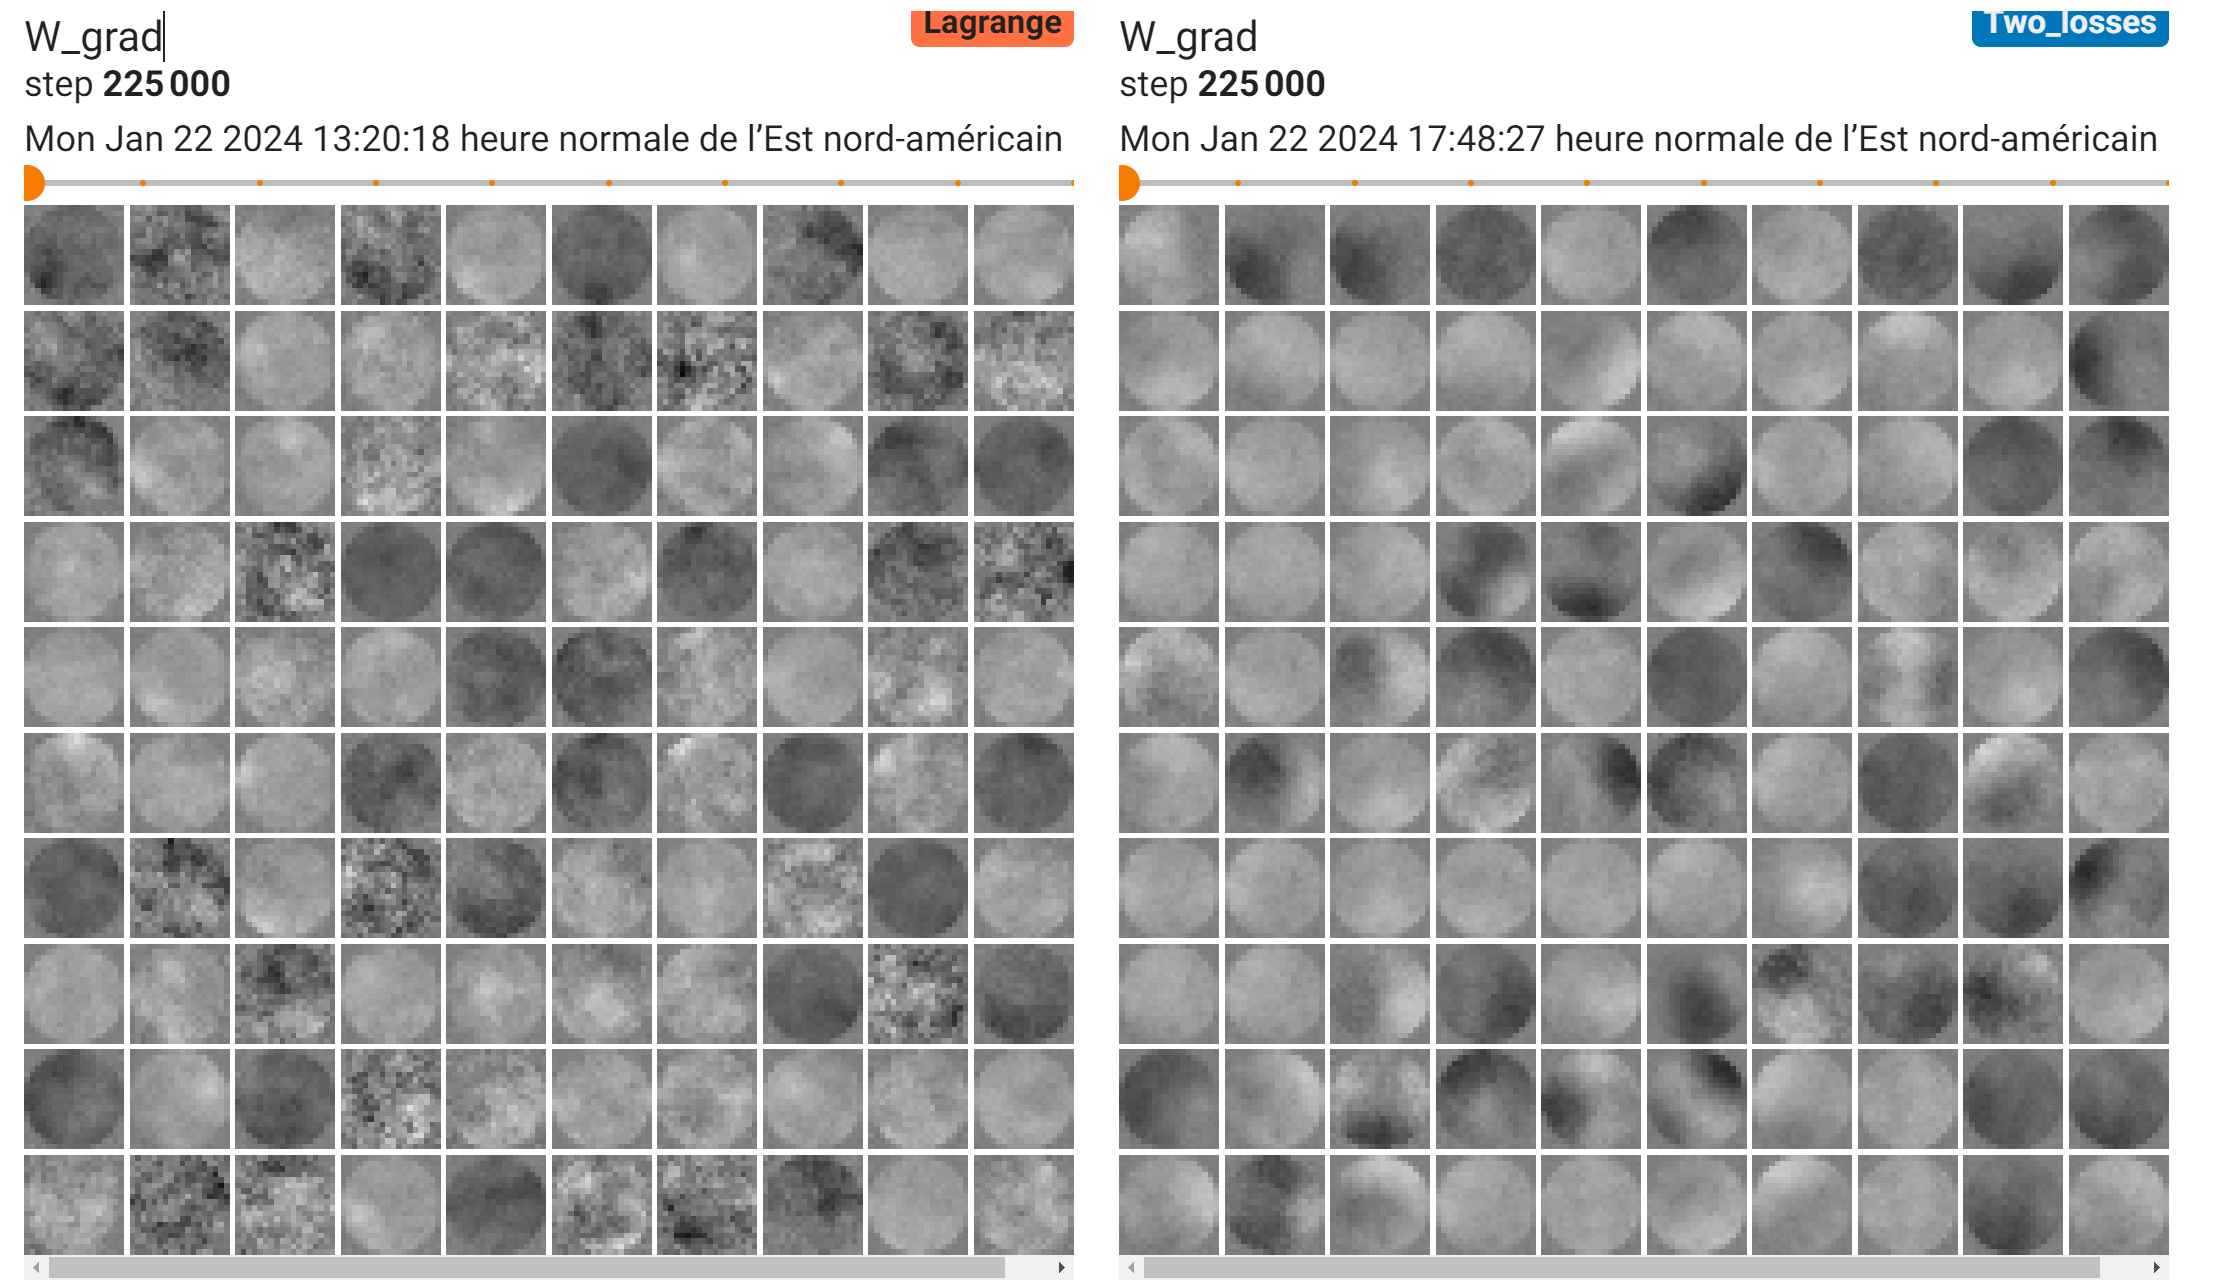 W_grad
Lagrange
step 225 000
Mon Jan 22 2024 13:20:18 heure normale de l’Est nord-américain
W_grad
Two_losses
step 225 000
Mon Jan 22 2024 17:48:27 heure normale de l’Est nord-américain